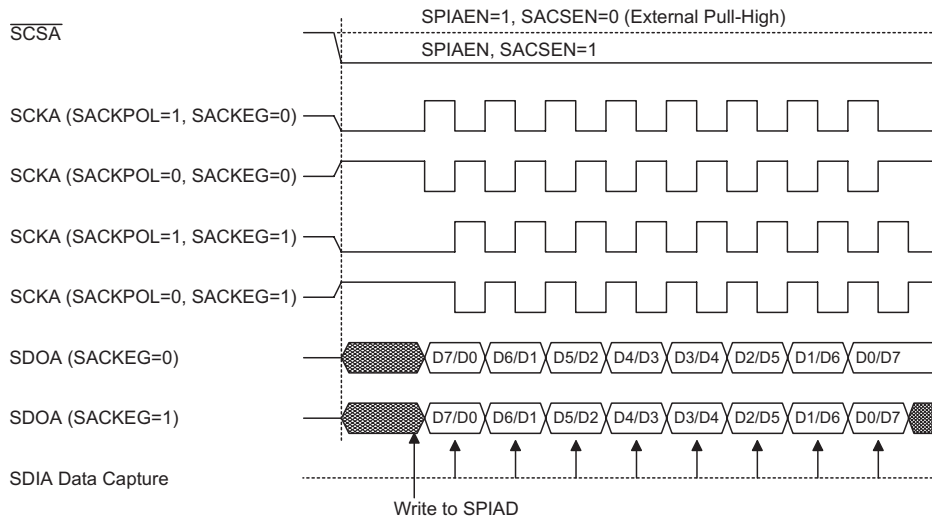 SPIAEN=1, SACSEN=0 (External Pull-High)
SCSA
SPIAEN, SACSEN=1
SCKA (SACKPOL=1, SACKEG=0)
SCKA (SACKPOL=0, SACKEG=0)
SCKA (SACKPOL=1, SACKEG=1)
SCKA (SACKPOL=0, SACKEG=1)
SDOA (SACKEG=0) D7/D0 D6/D1 D5/D2 D4/D3 D3/D4 D2/D5 D1/D6 D0/D7
SDOA (SACKEG=1) D7/D0 D6/D1 D5/D2 D4/D3 D3/D4 D2/D5 D1/D6 D0/D7
SDIA Data Capture
Write to SPIAD